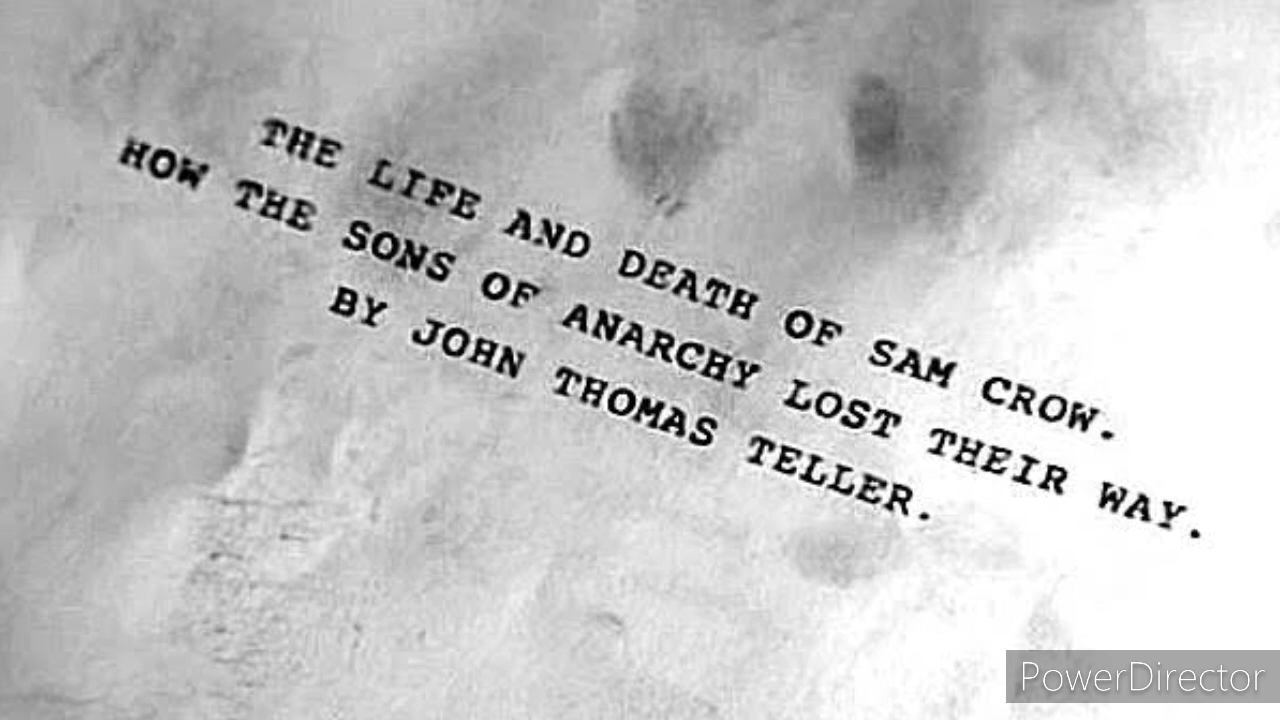 THE LIFE AND DEATH OF SAM CROW.
HOW THE SONS OF ANARCHY LOST THEIR WAY.
BY JOHN THOMAS TELLER.
PowerDirector